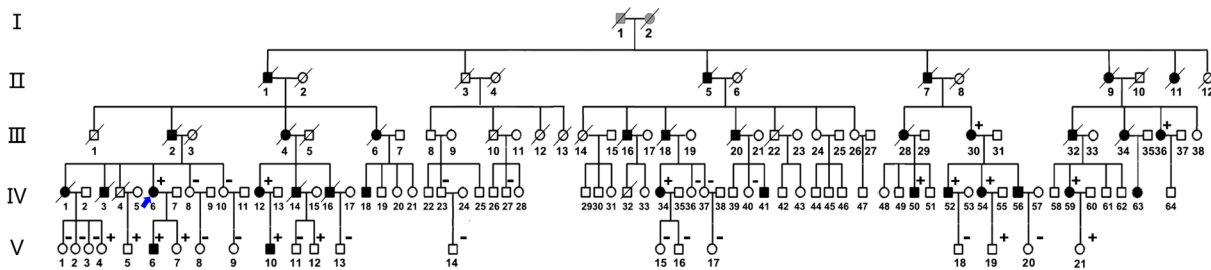 I
1 2
II
1 2 3 4 5 6 7 8 9 10 11 12
+ +
III
1 2 3 4 5 6 7 8 9 10 11 12 13 14 15 16 17 18 19 20 21 22 23 24 25 26 27 28 29 30 31 32 33 34 35 36 37 38
+ - - + - - + - - - + + + +
IV
1 2 3 4 5 6 7 8 9 10 11 12 13 14 15 16 17 18 19 20 21 22 23 24 25 26 27 28 29 30 31 32 33 34 35 36 37 38 39 40 41 42 43 44 45 46 47 48 49 50 51 52 53 54 55 56 57 58 59 60 61 62 63 64
- - - + + + + - - + - + - - - - - - + - +
V
1 2 3 4 5 6 7 8 9 10 11 12 13 14 15 16 17 18 19 20 21